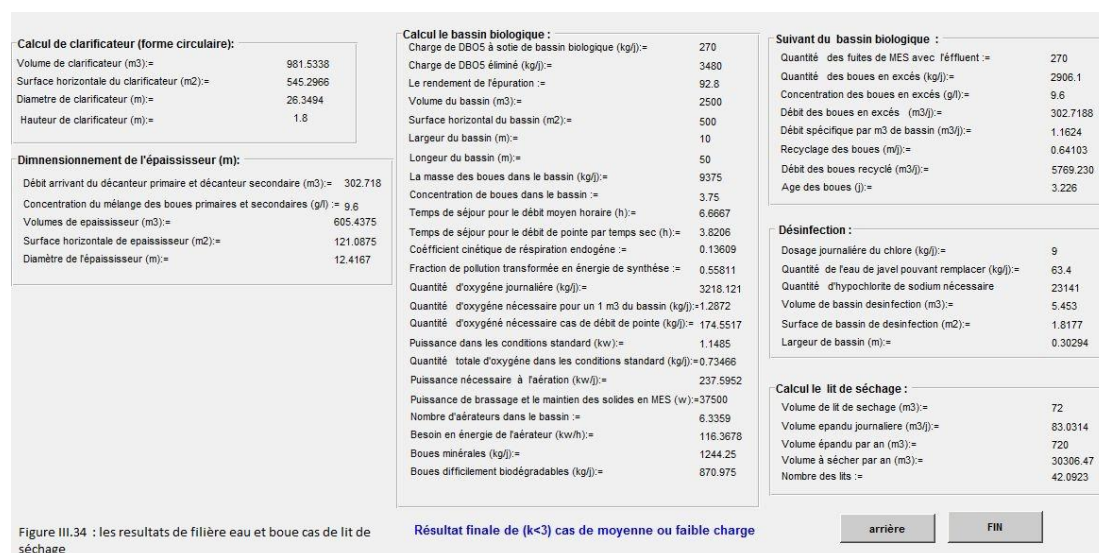 Calcul de clarificateur (forme circulaire):
Volume de clarificateur (m3):= 981.5338
Surface horizontale du clarificateur (m2):= 545.2966
Diametre de clarificateur (m):= 26.3494
Hauteur de clarificateur (m):= 1.8
Dimnensionnement de l'épaississeur (m):
Débit arrivant du décanteur primaire et décanteur secondaire (m3):= 302.718
Concentration du mélange des boues primaires et secondaires (g/l) := 9.6
Volumes de epaississeur (m3):= 605.4375
Surface horizontale de epaississeur (m2):= 121.0875
Diamètre de l'épaississeur (m):= 12.4167
Calcul le bassin biologique :
Charge de DBO5 à sotie de bassin biologique (kg/j):= 270
Charge de DBO5 éliminé (kg/j):= 3480
Le rendement de l'épuration := 92.8
Volume du bassin (m3):= 2500
Surface horizontal du bassin (m2):= 500
Largeur du bassin (m):= 10
Longeur du bassin (m):= 50
La masse des boues dans le bassin (kg/j):= 9375
Concentration de boues dans le bassin := 3.75
Temps de séjour pour le débit moyen horaire (h):= 6.6667
Temps de séjour pour le débit de pointe par temps sec (h):= 3.8206
Coéfficient cinétique de réspiration endogéne := 0.13609
Fraction de pollution transformée en énergie de synthése := 0.55811
Quantité d'oxygéne journaliére (kg/j):= 3218.121
Quantité d'oxygéne nécessaire pour un 1 m3 du bassin (kg/j):=1.2872
Quantité d'oxygéné nécessaire cas de débit de pointe (kg/j):= 174.5517
Puissance dans les conditions standard (kw):= 1.1485
Quantité totale d'oxygéne dans les conditions standard (kg/j):=0.73466
Puissance nécessaire à l'aération (kw/j):= 237.5952
Puissance de brassage et le maintien des solides en MES (w):=37500
Nombre d'aérateurs dans le bassin := 6.3359
Besoin en énergie de l'aérateur (kw/h):= 116.3678
Boues minérales (kg/j):= 1244.25
Boues difficilement biodégradables (kg/j):= 870.975
Suivant du bassin biologique :
Quantité des fuites de MES avec l'éffluent := 270
Quantité des boues en excés (kg/j):= 2906.1
Concentration des boues en excés (g/l):= 9.6
Débit des boues en excés (m3/j):= 302.7188
Débit spécifique par m3 de bassin (m3/j):= 1.1624
Recyclage des boues (m/j):= 0.64103
Débit des boues recyclé (m3/j):= 5769.230
Age des boues (j):= 3.226
Désinfection :
Dosage journaliére du chlore (kg/j):= 9
Quantité de l'eau de javel pouvant remplacer (kg/j):= 63.4
Quantité d'hypochlorite de sodium nécessaire 23141
Volume de bassin desinfection (m3):= 5.453
Surface de bassin de desinfection (m2):= 1.8177
Largeur de bassin (m):= 0.30294
Calcul le lit de séchage :
Volume de lit de sechage (m3):= 72
Volume epandu journaliere (m3/j):= 83.0314
Volume épandu par an (m3):= 720
Volume à sécher par an (m3):= 30306.47
Nombre des lits := 42.0923
Figure III.34 : les resultats de filière eau et boue cas de lit de
séchage
Résultat finale de (k<3) cas de moyenne ou faible charge
arrière
FIN